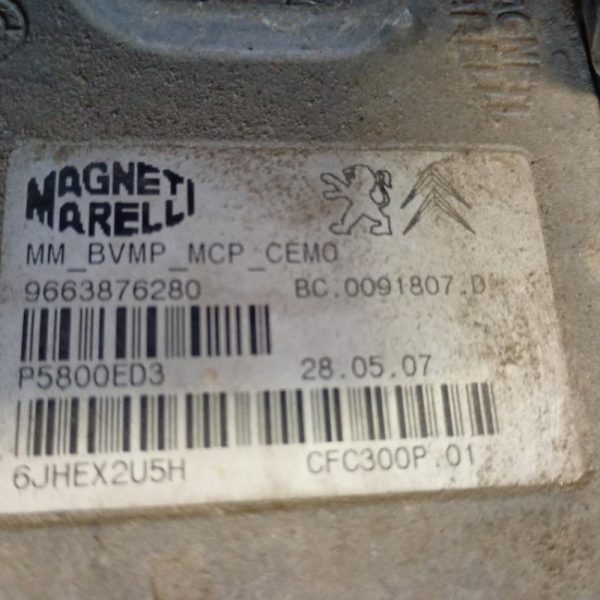 MAGNETI
MARELLI
MM_BVMP_MCP_CEMO
9663876280 BC.0091807.D
P5800ED3 28.05.07
6JHEX2U5H CFC300P.01